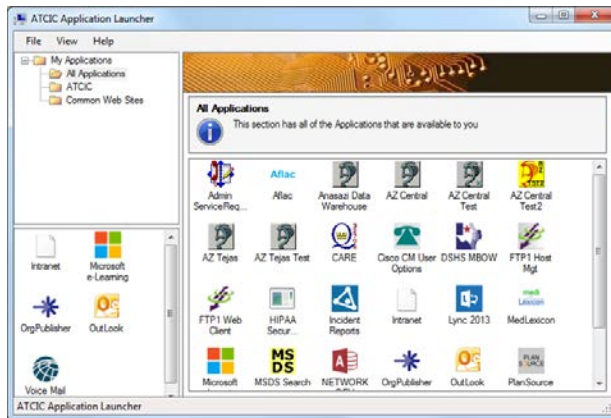 ATCIC Application Launcher
File View Help
My Applications
All Applications
ATCIC
Common Web Sites
All Applications
This section has all of the Applications that are available to you
Admin ServiceReq...
Aflac
Aflac
Anasazi Data Warehouse
AZ Central
AZ Central Test
AZ Central Test2
AZ Tejas
AZ Tejas Test
CARE
Cisco CM User Options
DSHS MBOW
FTP1 Host Mgt
FTP1 Web Client
HIPAA Secur...
Incident Reports
Intranet
Lync 2013
medi Lexicon
MedLexicon
Microsoft
MS DS
MSDS Search
NETWORK
OrgPublisher
OutLook
PLAN SOURCE
PlanSource
Intranet
Microsoft e-Learning
OrgPublisher
OutLook
Voice Mail
ATCIC Application Launcher